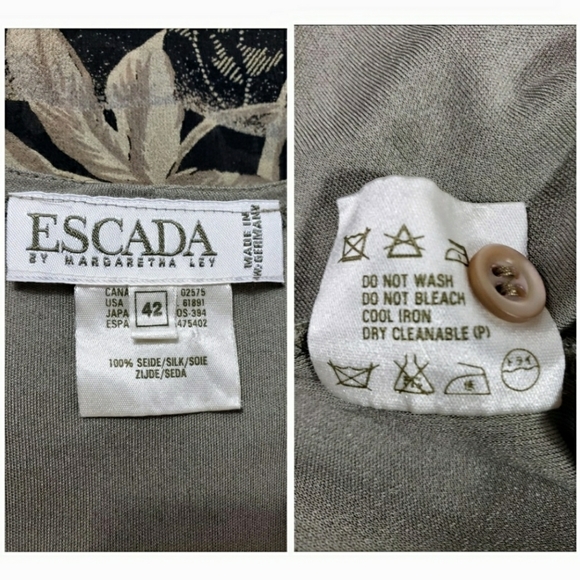 ESCADA
BY MARGARETHA LEY
MADE IN
W. GERMANY
CANA 02575
USA 61891
JAPA OS-394
ESPA 475402
42
100% SEIDE/SILK/SOIE
ZIJDE/SEDA
DO NOT WASH
DO NOT BLEACH
COOL IRON
DRY CLEANABLE (P)